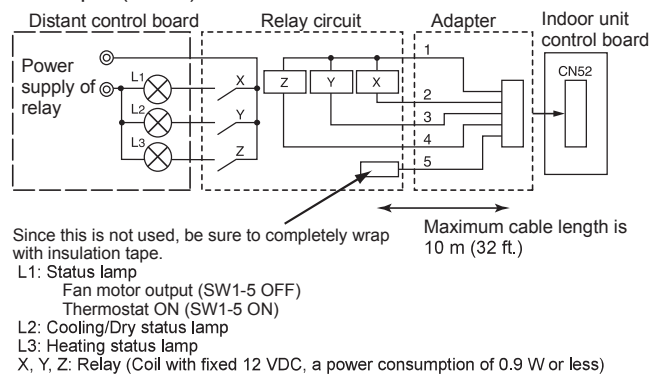 Distant control board
Relay circuit
Adapter
Indoor unit
control board
Power
supply of
relay
L1
L2
L3
X
Y
Z
Z
Y
X
1
2
3
4
5
CN52
Maximum cable length is
10 m (32 ft.)
Since this is not used, be sure to completely wrap
with insulation tape.
L1: Status lamp
Fan motor output (SW1-5 OFF)
Thermostat ON (SW1-5 ON)
L2: Cooling/Dry status lamp
L3: Heating status lamp
X, Y, Z: Relay (Coil with fixed 12 VDC, a power consumption of 0.9 W or less)